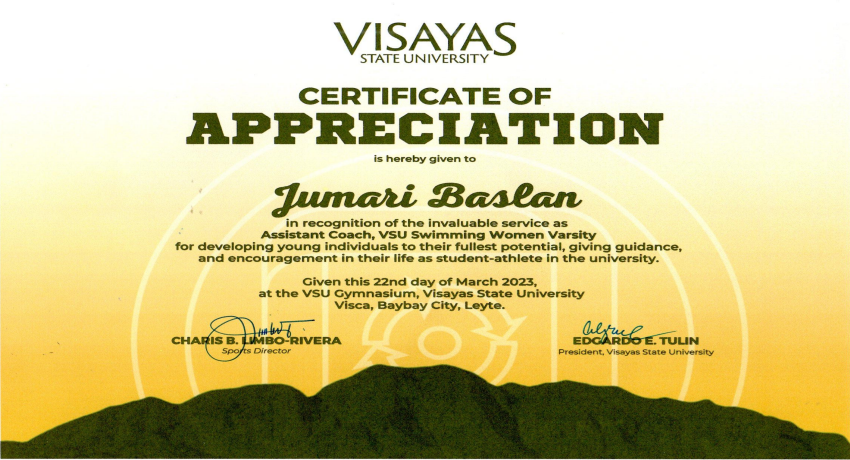 VISAYAS
STATE UNIVERSITY
CERTIFICATE OF
APPRECIATION
is hereby given to
Jumari Baslan
in recognition of the invaluable service as
Assistant Coach, VSU Swimming Women Varsity
for developing young individuals to their fullest potential, giving guidance,
and encouragement in their life as student-athlete in the university.
Given this 22nd day of March 2023,
at the VSU Gymnasium, Visayas State University
Visca, Baybay City, Leyte.
CHARIS B. LIMBO-RIVERA
Sports Director
EDGARDO E. TULIN
President, Visayas State University